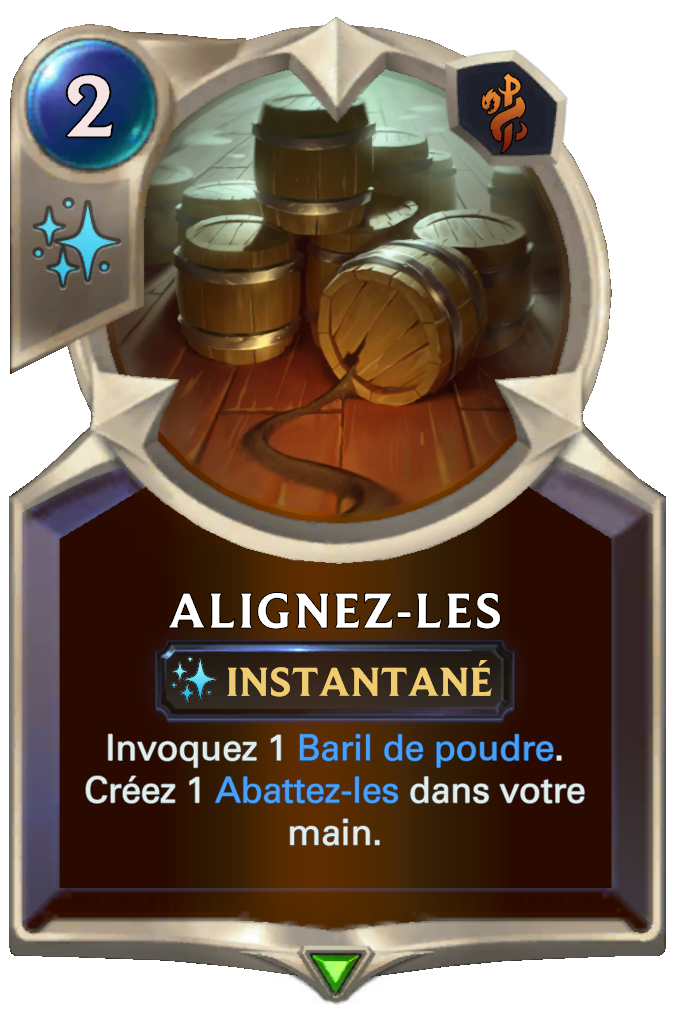 2
ALIGNEZ-LES
INSTANTANÉ
Invoquez 1 Baril de poudre.
Créez 1 Abattez-les dans votre
main.